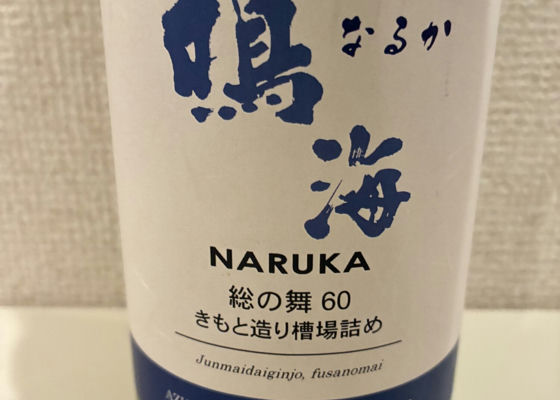 鳴海
なるか
NARUKA
総の舞 60
きもと造り槽場詰め
Junmaidaiginjo, fusanomai